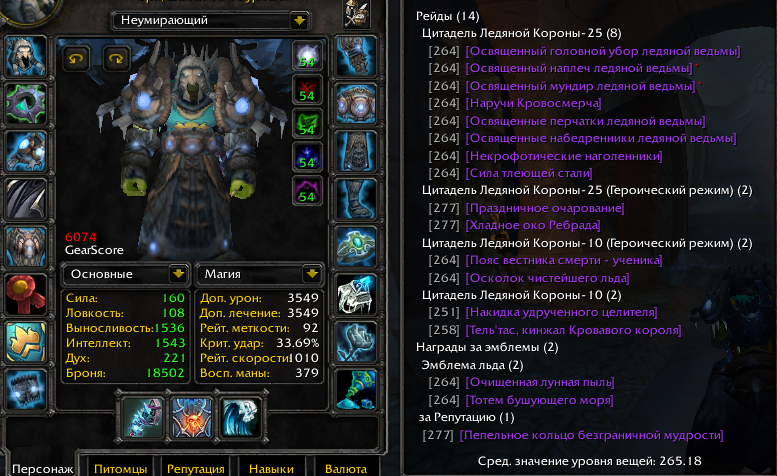 Неумирающий
54
54
54
54
54
6074
GearScore
Основные
Магия
Сила: 160
Ловкость: 108
Выносливость:1536
Интеллект: 1543
Дух: 221
Броня: 18502
Доп. урон: 3549
Доп. лечение: 3549
Рейт. меткости: 92
Крит. удар: 33.69%
Рейт. скорости:1010
Восп. маны: 379
Персонаж
Питомцы
Репутация
Навыки
Валюта
Рейды (14)
Цитадель Ледяной Короны-25 (8)
[264] [Освященный головной убор ледяной ведьмы]
[264] [Освященный наплеч ледяной ведьмы]*
[264] [Освященный мундир ледяной ведьмы]*
[264] [Наручи Кровосмерча]
[264] [Освященные перчатки ледяной ведьмы]
[264] [Освященные набедренники ледяной ведьмы]
[264] [Некрофотические наголенники]
[264] [Сила тлеющей стали]
Цитадель Ледяной Короны-25 (Героический режим) (2)
[277] [Праздничное очарование]
[277] [Хладное око Ребрада]
Цитадель Ледяной Короны-10 (Героический режим) (2)
[264] [Пояс вестника смерти - ученика]
[264] [Осколок чистейшего льда]
Цитадель Ледяной Короны-10 (2)
[251] [Накидка удрученного целителя]
[258] [Тель'тас, кинжал Кровавого короля]
Награды за эмблемы (2)
Эмблема льда (2)
[264] [Очищенная лунная пыль]
[264] [Тотем бушующего моря]
за Репутацию (1)
[277] [Пепельное кольцо безграничной мудрости]
Сред. значение уровня вещей: 265.18